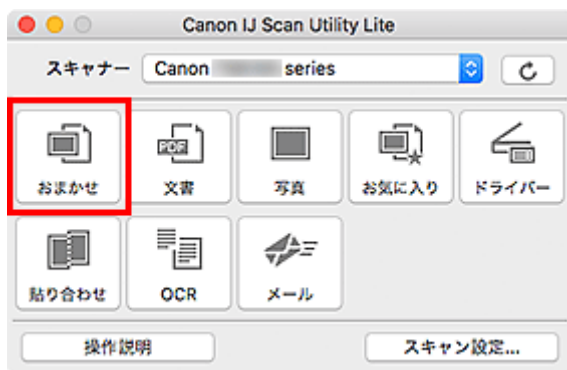 Canon IJ Scan Utility Lite
スキャナー Canon series
おまかせ 文書 写真 お気に入り ドライバー
貼り合わせ OCR メール
操作説明 スキャン設定...